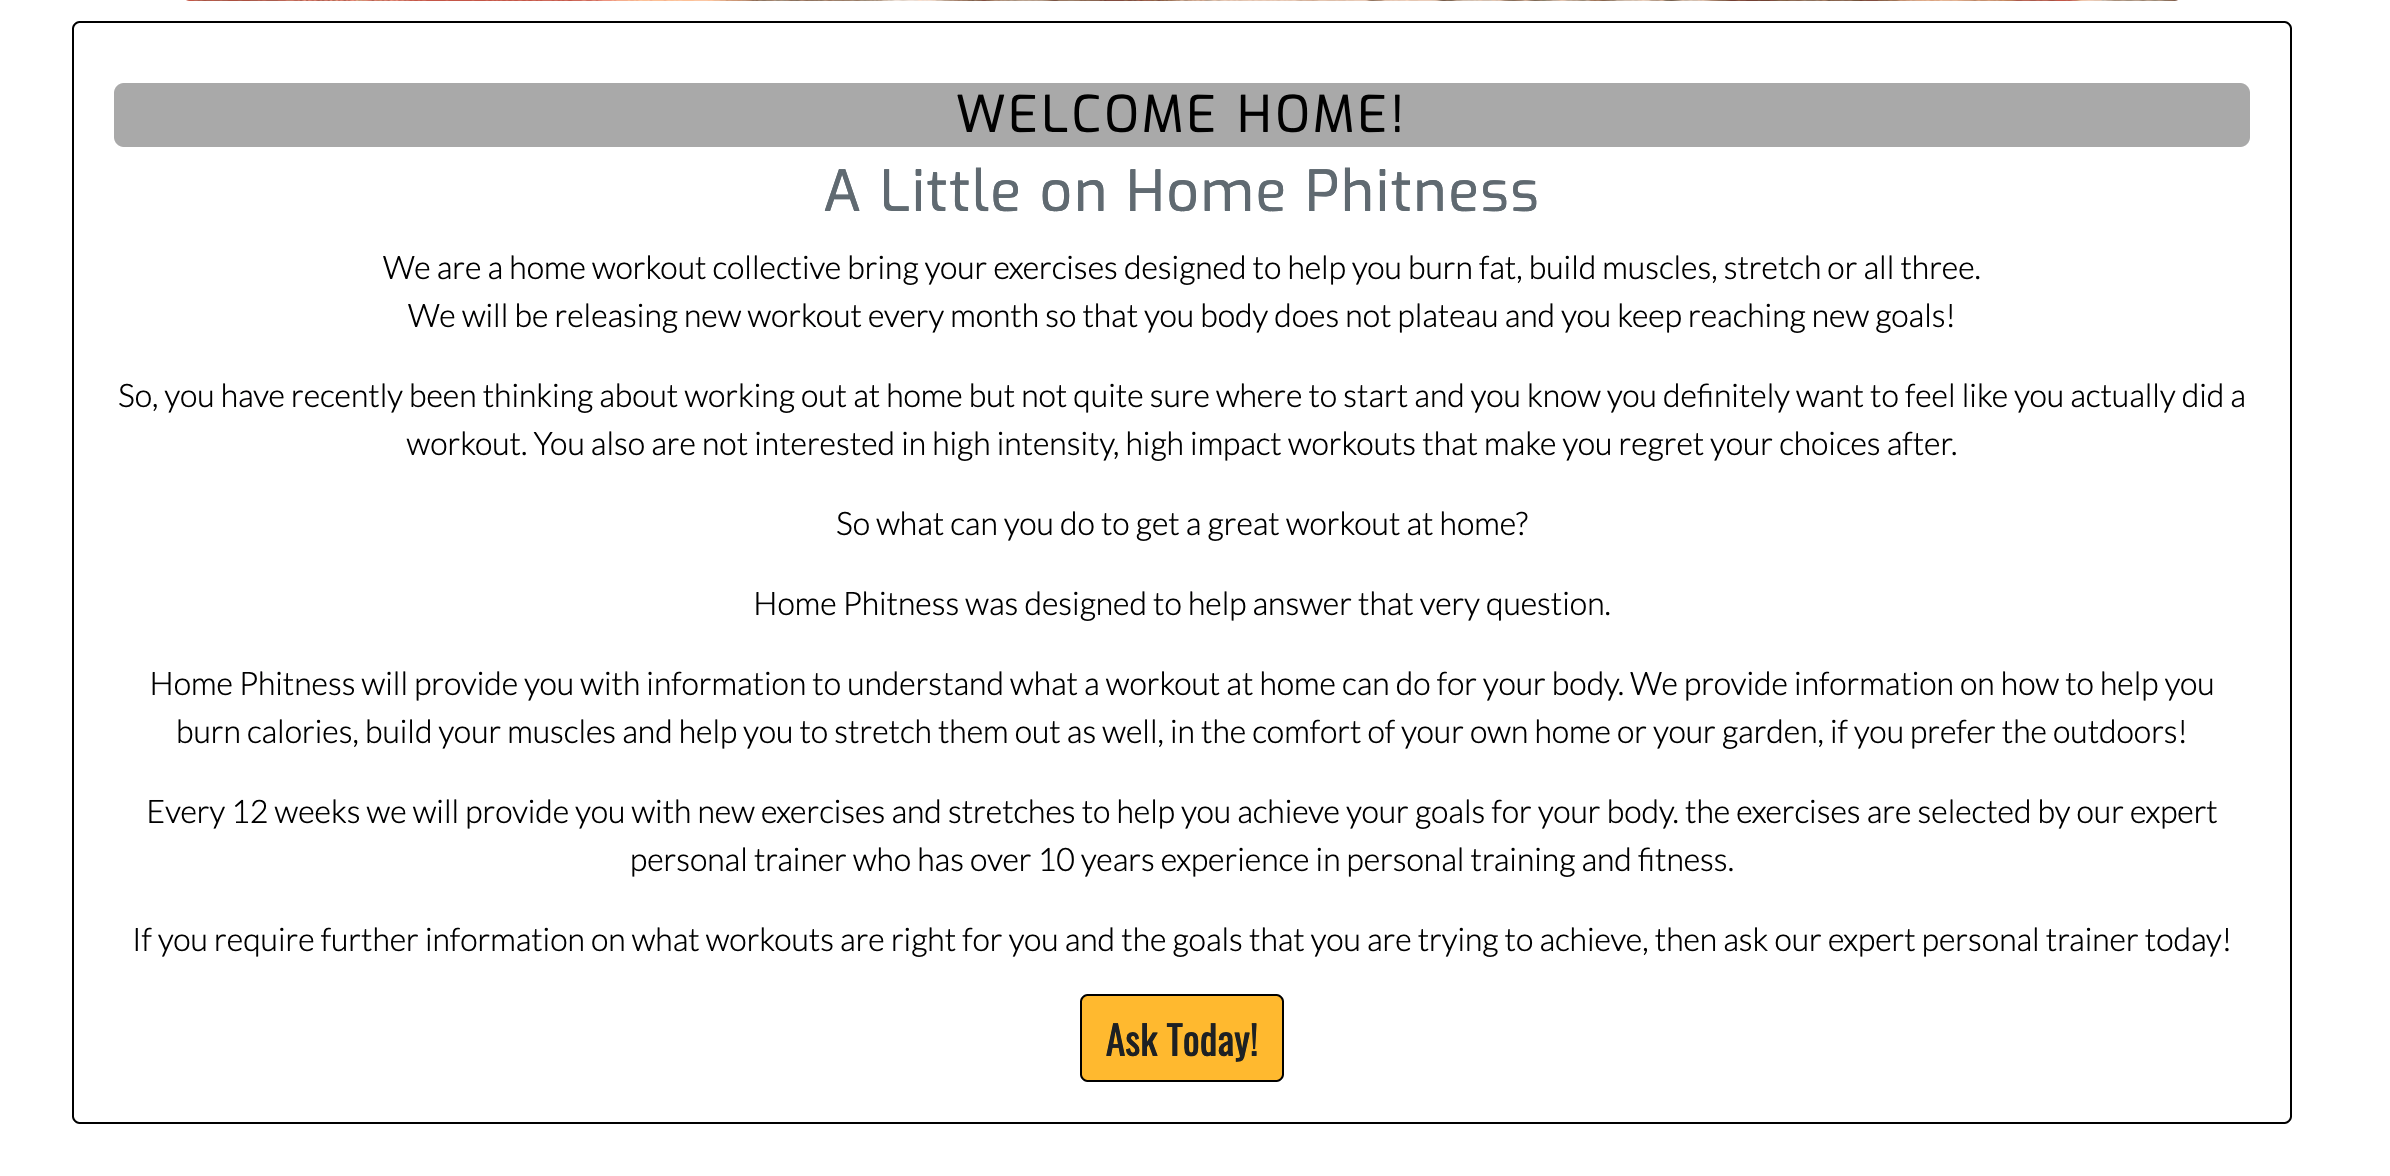 WELCOME HOME!
A Little on Home Phitness
We are a home workout collective bring your exercises designed to help you burn fat, build muscles, stretch or all three.
We will be releasing new workout every month so that you body does not plateau and you keep reaching new goals!
So, you have recently been thinking about working out at home but not quite sure where to start and you know you definitely want to feel like you actually did a
workout. You also are not interested in high intensity, high impact workouts that make you regret your choices after.
So what can you do to get a great workout at home?
Home Phitness was designed to help answer that very question.
Home Phitness will provide you with information to understand what a workout at home can do for your body. We provide information on how to help you
burn calories, build your muscles and help you to stretch them out as well, in the comfort of your own home or your garden, if you prefer the outdoors!
Every 12 weeks we will provide you with new exercises and stretches to help you achieve your goals for your body. the exercises are selected by our expert
personal trainer who has over 10 years experience in personal training and fitness.
If you require further information on what workouts are right for you and the goals that you are trying to achieve, then ask our expert personal trainer today!
Ask Today!